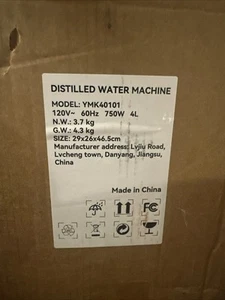 DISTILLED WATER MACHINE
MODEL: YMK40101
120V~ 60Hz 750W 4L
N.W.: 3.7 kg
G.W.: 4.3 kg
SIZE: 29x26x46.5cm
Manufacturer address: Lvjiu Road,
Lvcheng town, Danyang, Jiangsu,
China
Made in China
FC